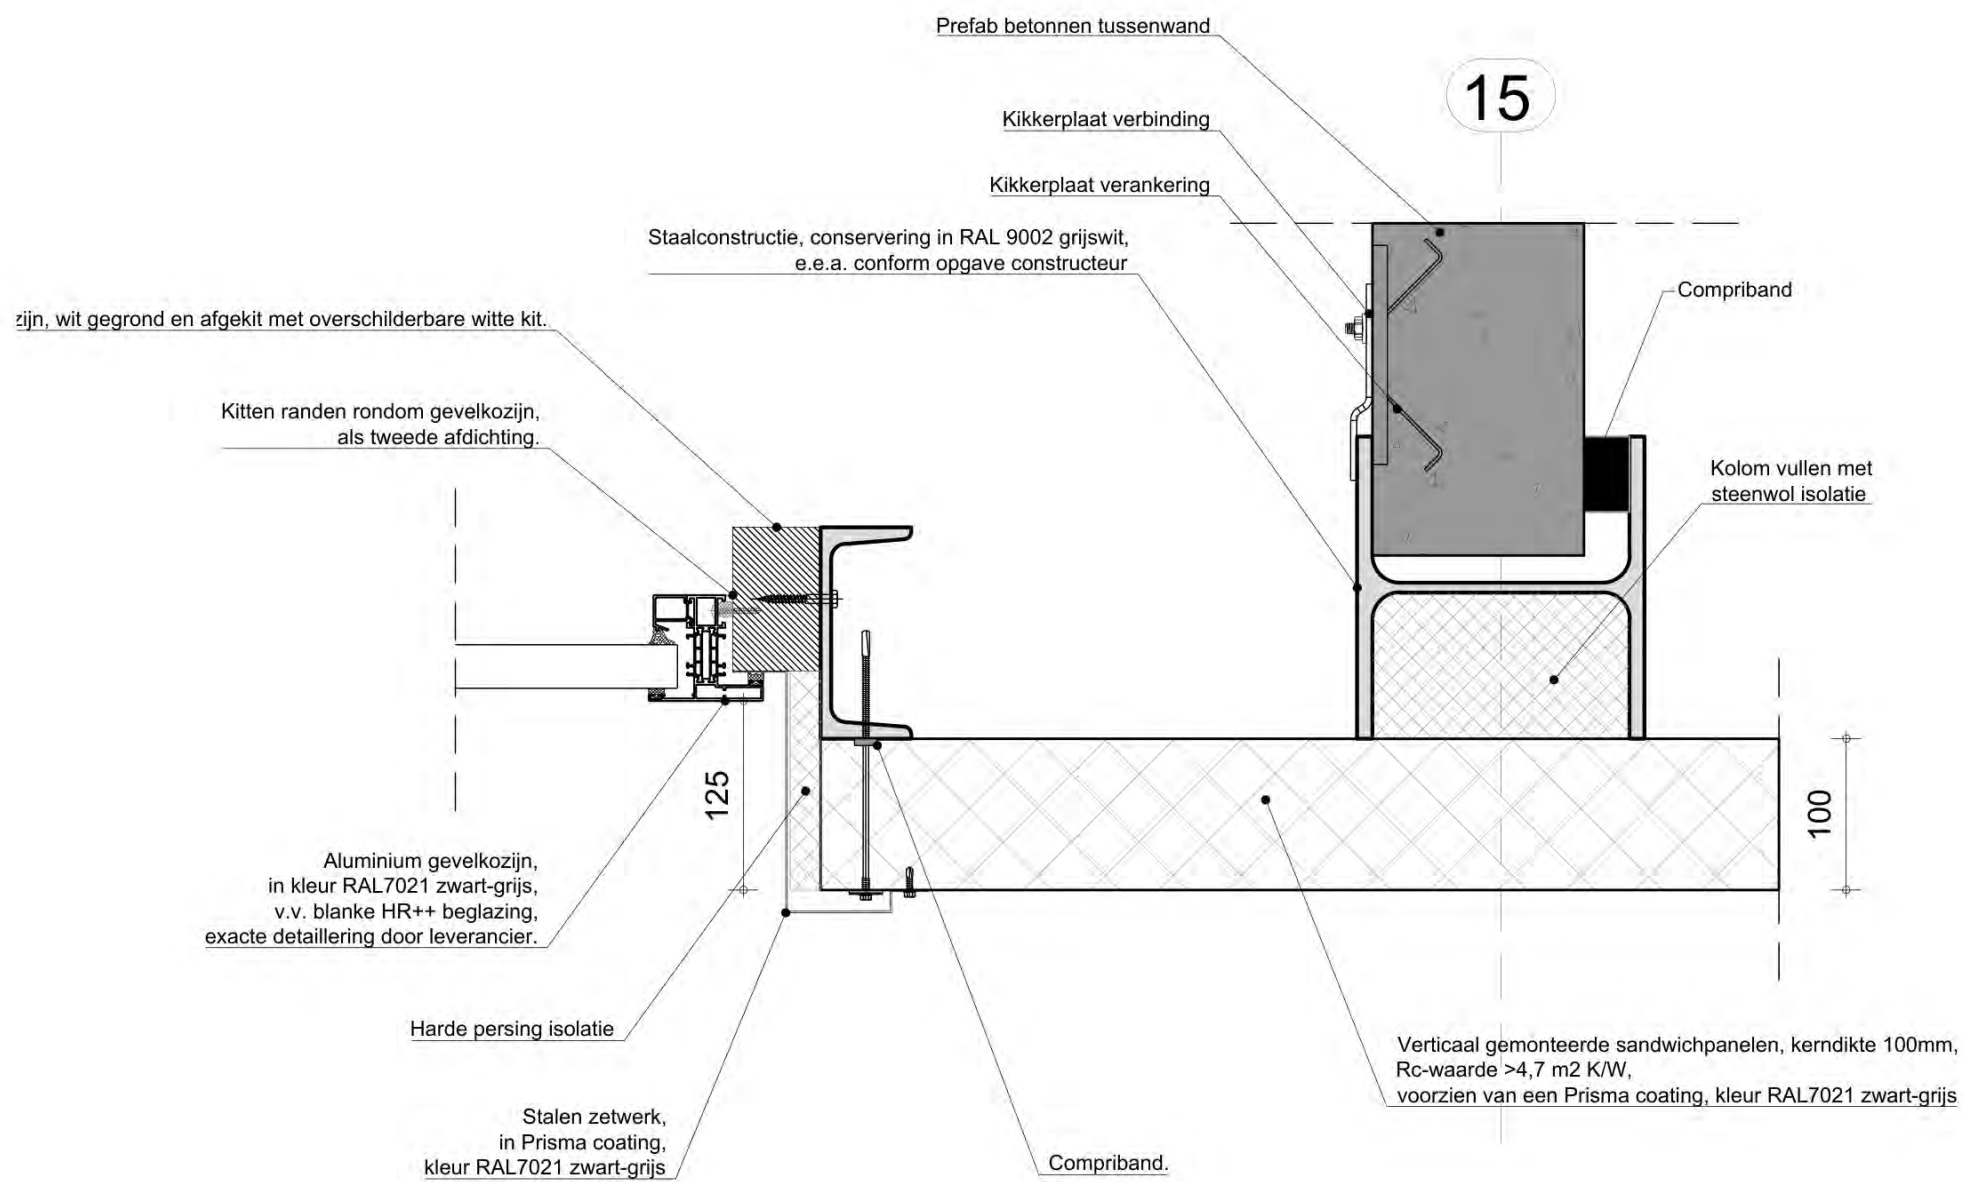 Prefab betonnen tussenwand
15
Kikkerplaat verbinding
Kikkerplaat verankering
Staalconstructie, conservering in RAL 9002 grijswit,
e.e.a. conform opgave constructeur
Compriband
zijn, wit gegrond en afgekit met overschilderbare witte kit.
Kitten randen rondom gevelkozijn,
als tweede afdichting.
Kolom vullen met
steenwol isolatie
125
100
Aluminium gevelkozijn,
in kleur RAL7021 zwart-grijs,
v.v. blanke HR++ beglazing,
exacte detaillering door leverancier.
Harde persing isolatie
Verticaal gemonteerde sandwichpanelen, kerndikte 100mm,
Rc-waarde >4,7 m2 K/W,
voorzien van een Prisma coating, kleur RAL7021 zwart-grijs
Stalen zetwerk,
in Prisma coating,
kleur RAL7021 zwart-grijs
Compriband.